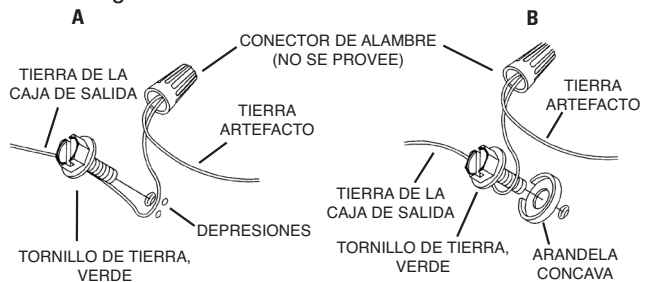 A
B
CONECTOR DE ALAMBRE
(NO SE PROVEE)
TIERRA DE LA
CAJA DE SALIDA
TIERRA
ARTEFACTO
DEPRESIONES
TORNILLO DE TIERRA,
VERDE
TIERRA
ARTEFACTO
TIERRA DE LA
CAJA DE SALIDA
TORNILLO DE TIERRA,
VERDE
ARANDELA
CONCAVA